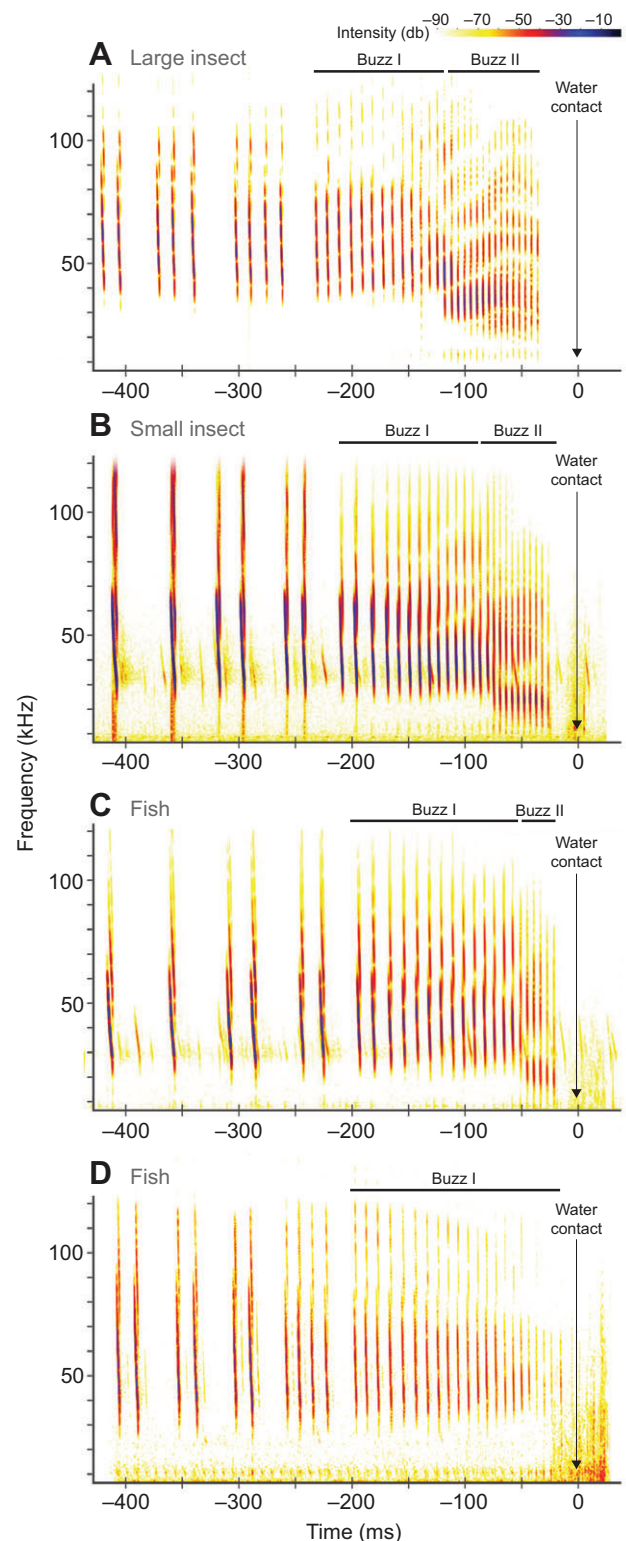 –90 –70 –50 –30 –10
Intensity (db)
A Large insect
Buzz I Buzz II
Water
contact
100
50
–400 –300 –200 –100 0
B Small insect
Buzz I Buzz II
Water
contact
100
50
–400 –300 –200 –100 0
Frequency (kHz)
C Fish
Buzz I Buzz II
Water
contact
100
50
–400 –300 –200 –100 0
D Fish
Buzz I
Water
contact
100
50
–400 –300 –200 –100 0
Time (ms)